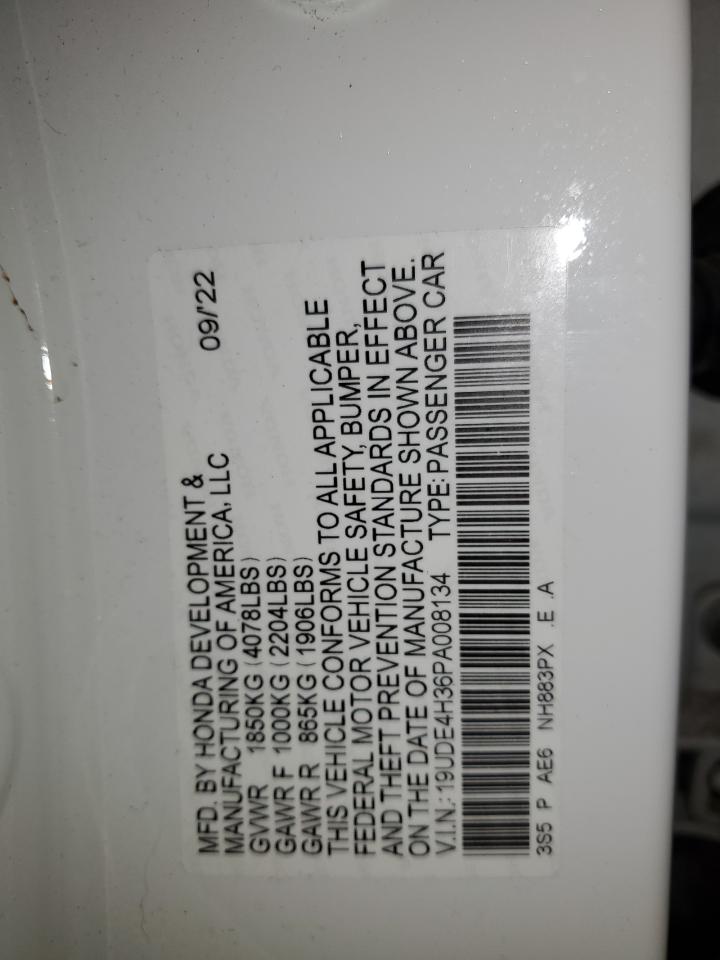 MFD. BY HONDA DEVELOPMENT &
MANUFACTURING OF AMERICA, LLC 09/'22
GVWR 1850KG (4078LBS)
GAWR F 1000KG (2204LBS)
GAWR R 865KG (1906LBS)
THIS VEHICLE CONFORMS TO ALL APPLICABLE
FEDERAL MOTOR VEHICLE SAFETY, BUMPER,
AND THEFT PREVENTION STANDARDS IN EFFECT
ON THE DATE OF MANUFACTURE SHOWN ABOVE.
V.I.N.: 19UDE4H36PA008134 TYPE: PASSENGER CAR
3S5 P AE6 NH883PX .E .A